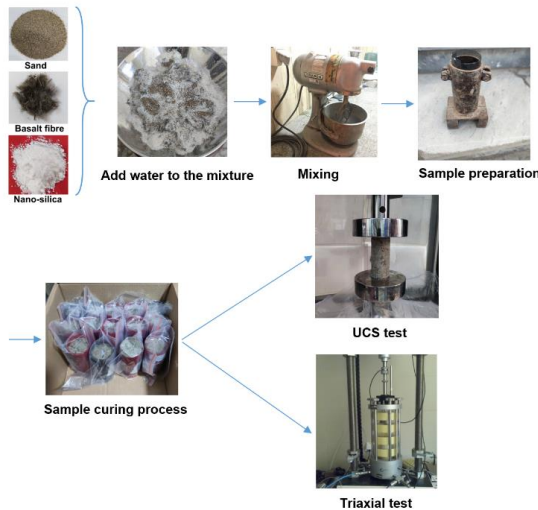 Sand
Basalt fibre
Nano-silica
Add water to the mixture
Mixing
Sample preparation
Sample curing process
UCS test
Triaxial test